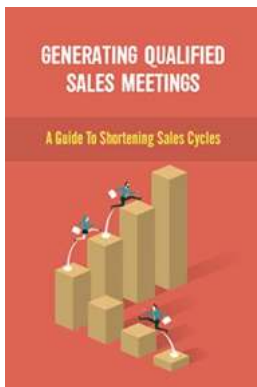 GENERATING QUALIFIED
SALES MEETINGS
A Guide To Shortening Sales Cycles